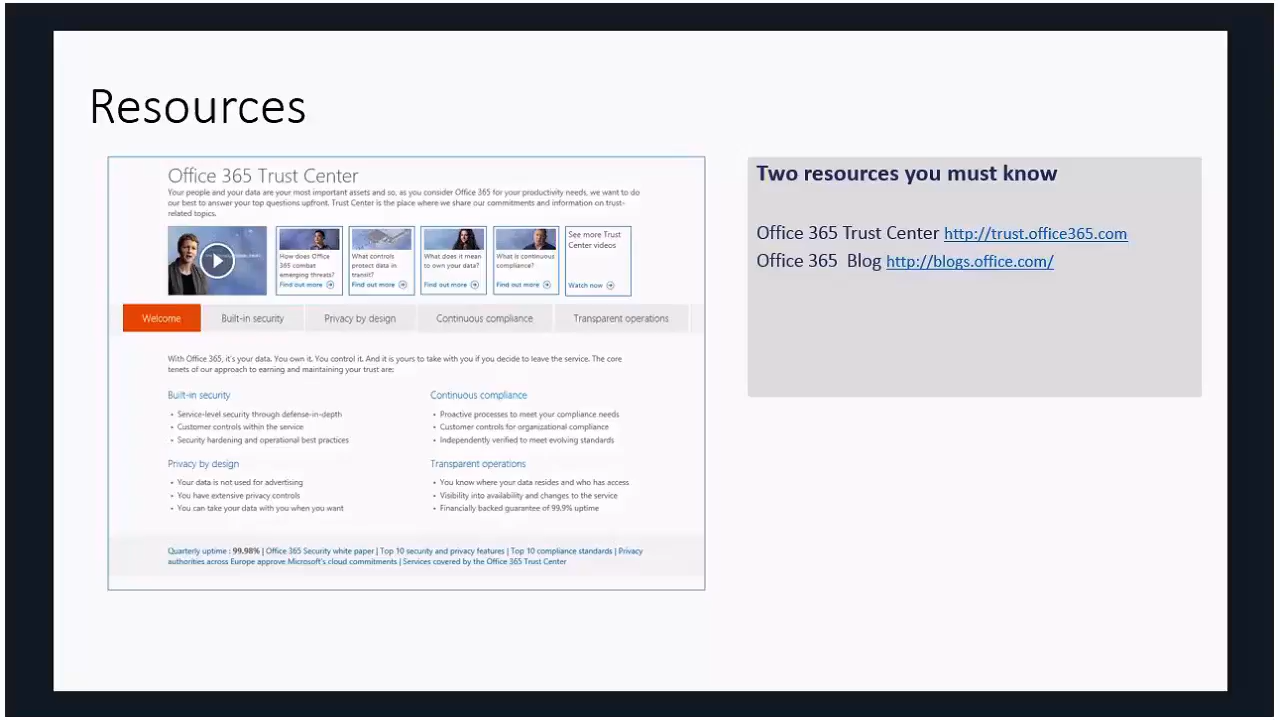 Resources
Office 365 Trust Center
Your people and your data are your most important assets and so, as you consider Office 365 for your productivity needs, we want to do
our best to answer your top questions upfront. Trust Center is the place where we share our commitments and information on trust-
related topics.
How does Office
365 combat
emerging threats?
Find out more
What controls
protect data in
transit?
Find out more
What does it mean
to own your data?
Find out more
What is continuous
compliance?
Find out more
See more Trust
Center videos
Watch now
Welcome
Built-in security
Privacy by design
Continuous compliance
Transparent operations
With Office 365, it's your data. You own it. You control it. And it is yours to take with you if you decide to leave the service. The core
tenets of our approach to earning and maintaining your trust are:
Built-in security
• Service-level security through defense-in-depth
• Customer controls within the service
• Security hardening and operational best practices
Continuous compliance
• Proactive processes to meet your compliance needs
• Customer controls for organizational compliance
• Independently verified to meet evolving standards
Privacy by design
• Your data is not used for advertising
• You have extensive privacy controls
• You can take your data with you when you want
Transparent operations
• You know where your data resides and who has access
• Visibility into availability and changes to the service
• Financially backed guarantee of 99.9% uptime
Quarterly uptime : 99.98% | Office 365 Security white paper | Top 10 security and privacy features | Top 10 compliance standards | Privacy
authorities across Europe approve Microsoft's cloud commitments | Services covered by the Office 365 Trust Center
Two resources you must know
Office 365 Trust Center http://trust.office365.com
Office 365 Blog http://blogs.office.com/